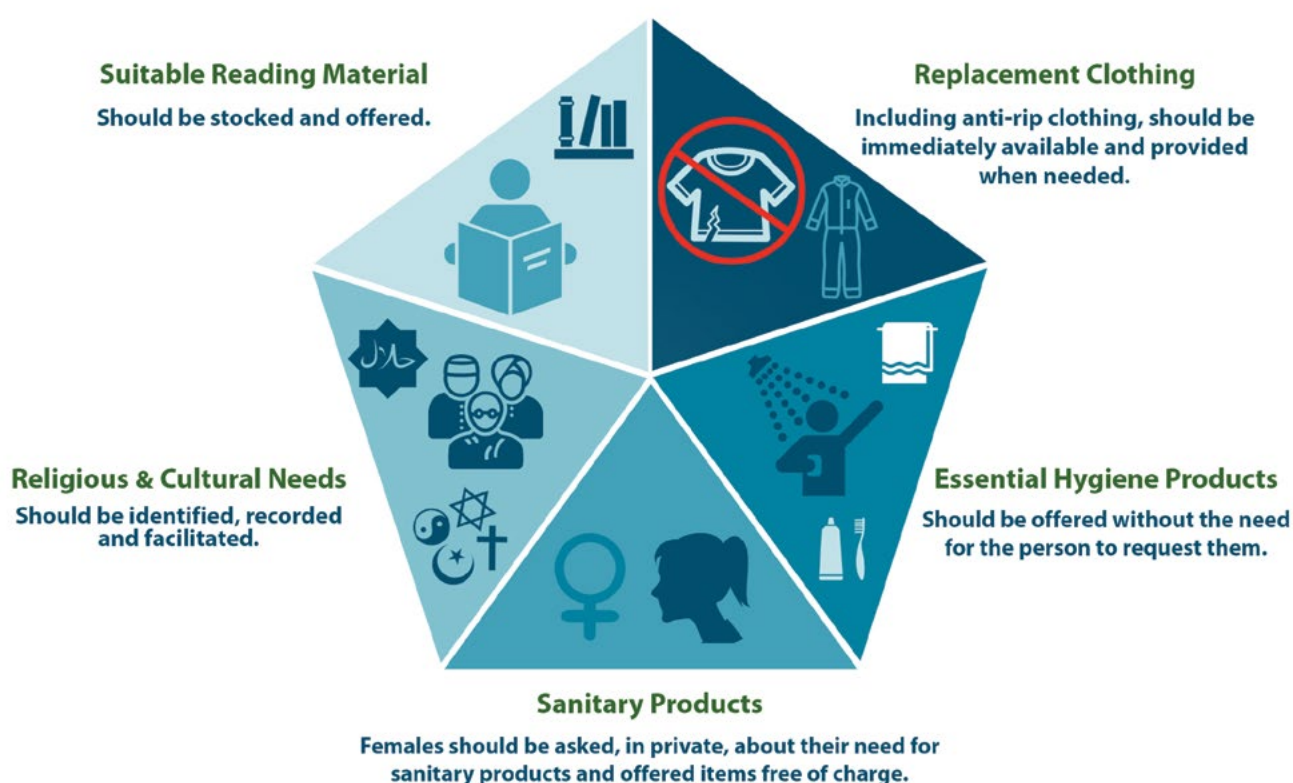 Suitable Reading Material
Should be stocked and offered.
Replacement Clothing
Including anti-rip clothing, should be
immediately available and provided
when needed.
حلال
Religious & Cultural Needs
Should be identified, recorded
and facilitated.
Essential Hygiene Products
Should be offered without the need
for the person to request them.
Sanitary Products
Females should be asked, in private, about their need for
sanitary products and offered items free of charge.